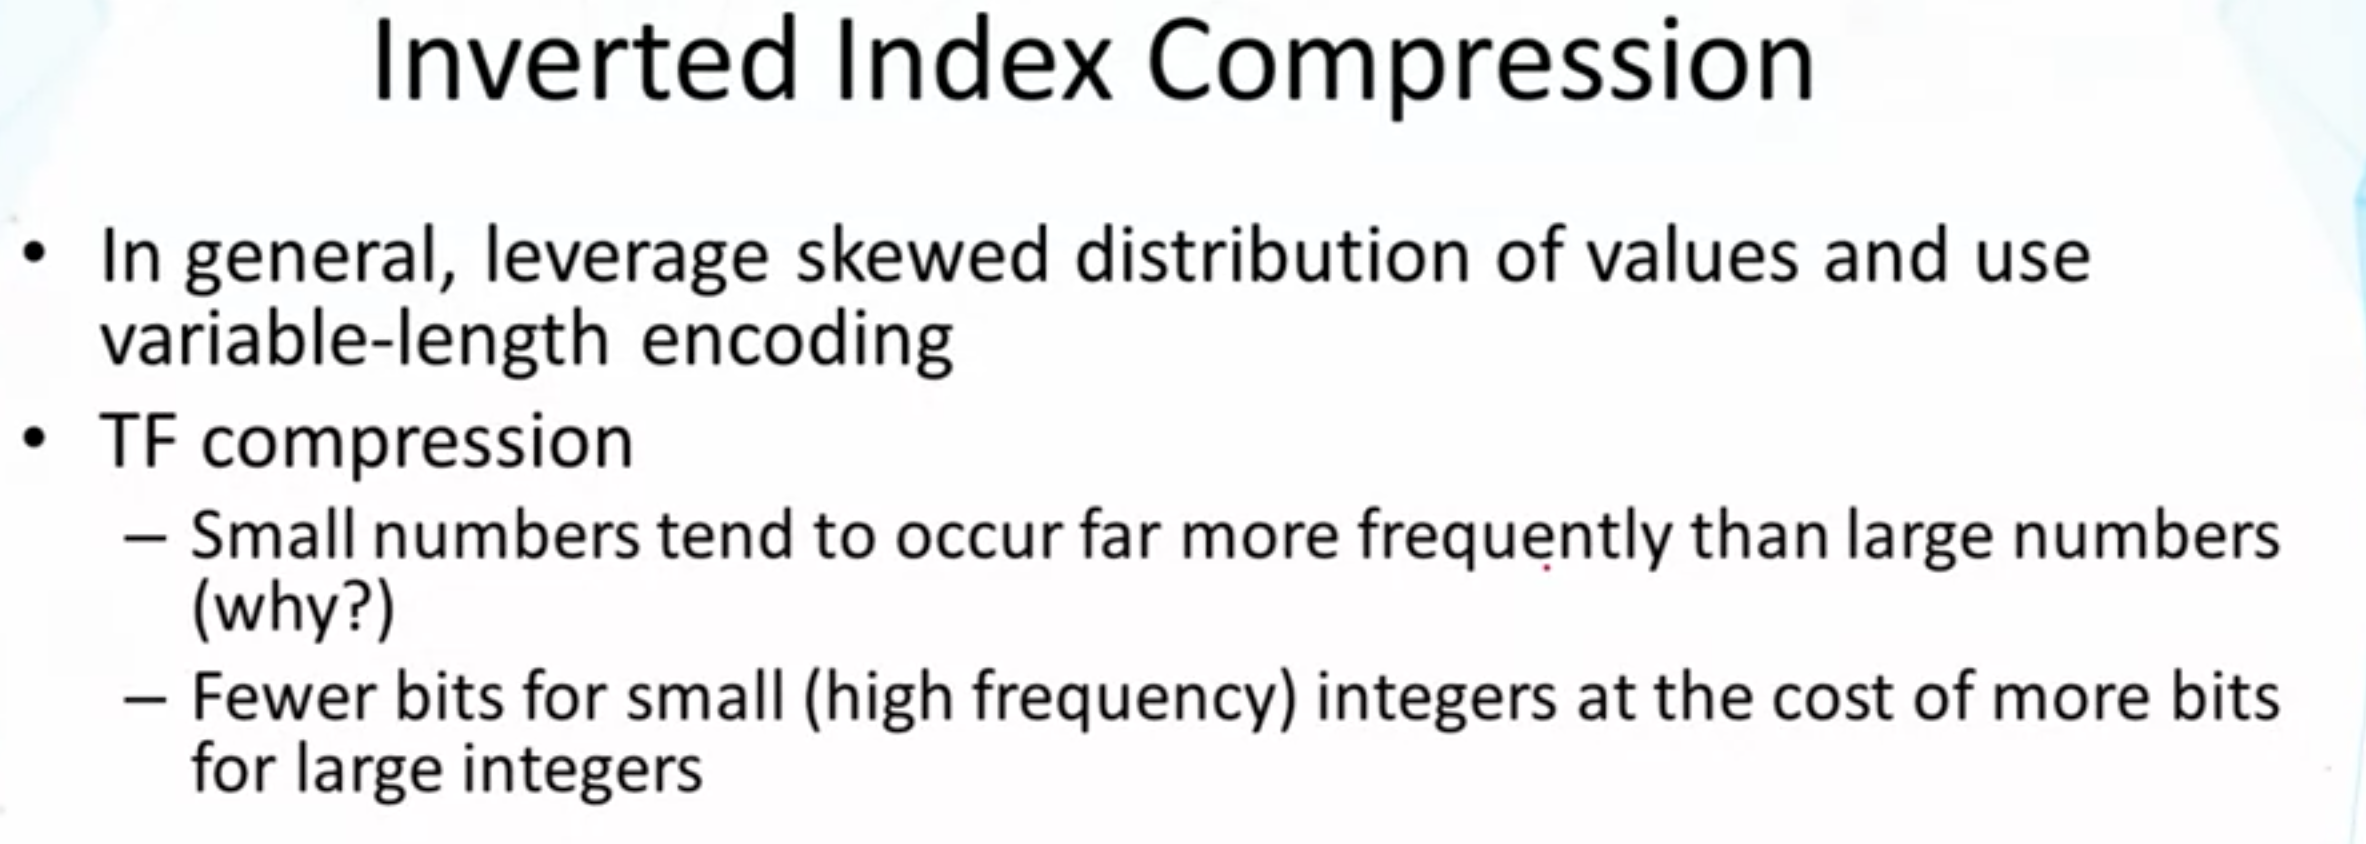 Inverted Index Compression
• In general, leverage skewed distribution of values and use
variable-length encoding
• TF compression
– Small numbers tend to occur far more frequently than large numbers
(why?)
– Fewer bits for small (high frequency) integers at the cost of more bits
for large integers